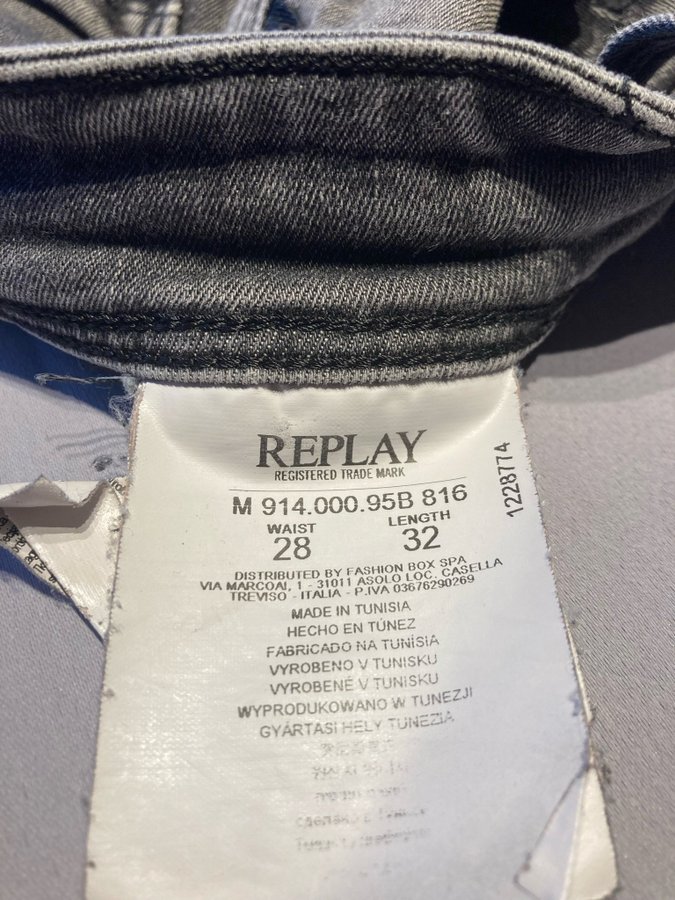 REPLAY
REGISTERED TRADE MARK
M 914.000.95B 816
WAIST LENGTH
28 32
1228774
DISTRIBUTED BY FASHION BOX SPA
VIA MARCOAI, 1 - 31011 ASOLO LOC. CASELLA
TREVISO - ITALIA - P.IVA 03676290269
MADE IN TUNISIA
HECHO EN TÚNEZ
FABRICADO NA TUNÍSIA
VYROBENO V TUNISKU
VYROBENÉ V TUNISKU
WYPRODUKOWANO W TUNEZJI
GYÁRTASI HELY TUNEZIA